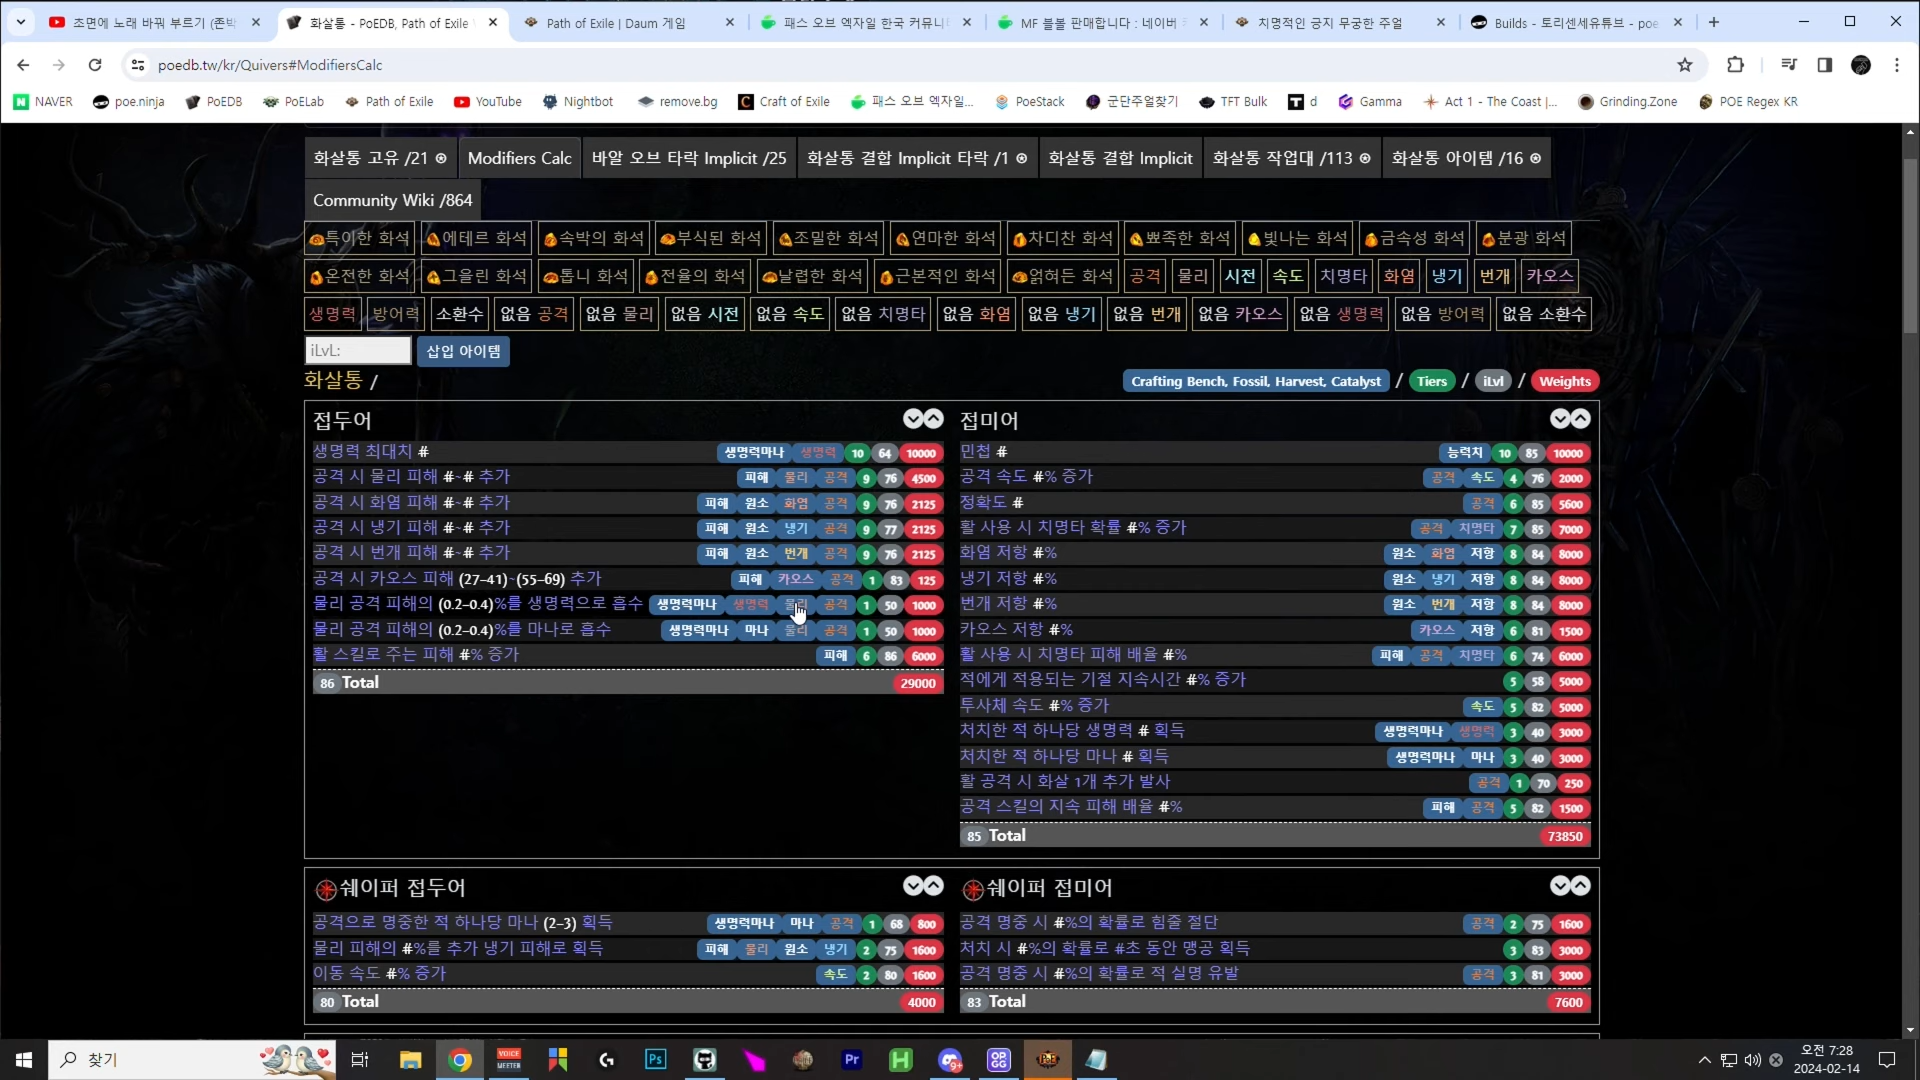 초면에 노래 바꿔 부르기 (존박
화살통 - PoEDB, Path of Exile
Path of Exile | Daum 게임
패스 오브 엑자일 한국 커뮤니
MF 블볼 판매합니다 : 네이버
치명적인 긍지 무궁한 주얼
Builds - 토리센세유튜브 - poe
poedb.tw/kr/Quivers#ModifiersCalc
NAVER poe.ninja PoEDB PoELab Path of Exile YouTube Nightbot remove.bg Craft of Exile 패스 오브 엑자일... PoeStack 군단주얼찾기 TFT Bulk d Gamma Act 1 - The Coast |... Grinding.Zone POE Regex KR
화살통 고유 /21 Modifiers Calc 바알 오브 타락 Implicit /25 화살통 결합 Implicit 타락 /1 화살통 결합 Implicit 화살통 작업대 /113 화살통 아이템 /16
Community Wiki /864
특이한 화석 에테르 화석 속박의 화석 부식된 화석 조밀한 화석 연마한 화석 차디찬 화석 뾰족한 화석 빛나는 화석 금속성 화석 분광 화석
온전한 화석 그을린 화석 톱니 화석 전율의 화석 날렵한 화석 근본적인 화석 얽혀든 화석 공격 물리 시전 속도 치명타 화염 냉기 번개 카오스
생명력 방어력 소환수 없음 공격 없음 물리 없음 시전 없음 속도 없음 치명타 없음 화염 없음 냉기 없음 번개 없음 카오스 없음 생명력 없음 방어력 없음 소환수
iLvL: 삽입 아이템
화살통 / Crafting Bench, Fossil, Harvest, Catalyst / Tiers / iLvl / Weights
접두어
생명력 최대치 # 생명력마나 생명력 10 64 10000
공격 시 물리 피해 #~# 추가 피해 물리 공격 9 76 4500
공격 시 화염 피해 #~# 추가 피해 원소 화염 공격 9 76 2125
공격 시 냉기 피해 #~# 추가 피해 원소 냉기 공격 9 77 2125
공격 시 번개 피해 #~# 추가 피해 원소 번개 공격 9 76 2125
공격 시 카오스 피해 (27–41)~(55–69) 추가 피해 카오스 공격 1 83 125
물리 공격 피해의 (0.2–0.4)%를 생명력으로 흡수 생명력마나 생명력 물리 공격 1 50 1000
물리 공격 피해의 (0.2–0.4)%를 마나로 흡수 생명력마나 마나 물리 공격 1 50 1000
활 스킬로 주는 피해 #% 증가 피해 6 86 6000
86 Total 29000
접미어
민첩 # 능력치 10 85 10000
공격 속도 #% 증가 공격 속도 4 76 2000
정확도 # 공격 6 85 5600
활 사용 시 치명타 확률 #% 증가 공격 치명타 7 85 7000
화염 저항 #% 원소 화염 저항 8 84 8000
냉기 저항 #% 원소 냉기 저항 8 84 8000
번개 저항 #% 원소 번개 저항 8 84 8000
카오스 저항 #% 카오스 저항 6 81 1500
활 사용 시 치명타 피해 배율 #% 피해 공격 치명타 6 74 6000
적에게 적용되는 기절 지속시간 #% 증가 5 58 5000
투사체 속도 #% 증가 속도 5 82 5000
처치한 적 하나당 생명력 # 획득 생명력마나 생명력 3 40 3000
처치한 적 하나당 마나 # 획득 생명력마나 마나 3 40 3000
활 공격 시 화살 1개 추가 발사 공격 1 70 250
공격 스킬의 지속 피해 배율 #% 피해 공격 5 82 1500
85 Total 73850
쉐이퍼 접두어
공격으로 명중한 적 하나당 마나 (2–3) 획득 생명력마나 마나 공격 1 68 800
물리 피해의 #%를 추가 냉기 피해로 획득 피해 물리 원소 냉기 2 75 1600
이동 속도 #% 증가 속도 2 80 1600
80 Total 4000
쉐이퍼 접미어
공격 명중 시 #%의 확률로 힘줄 절단 공격 2 75 1600
처치 시 #%의 확률로 #초 동안 맹공 획득 3 83 3000
공격 명중 시 #%의 확률로 적 실명 유발 공격 3 81 3000
83 Total 7600
찾기
VOICE MEETER
Ps
Pr
H
9+
OP.GG
오전 7:28
2024-02-14